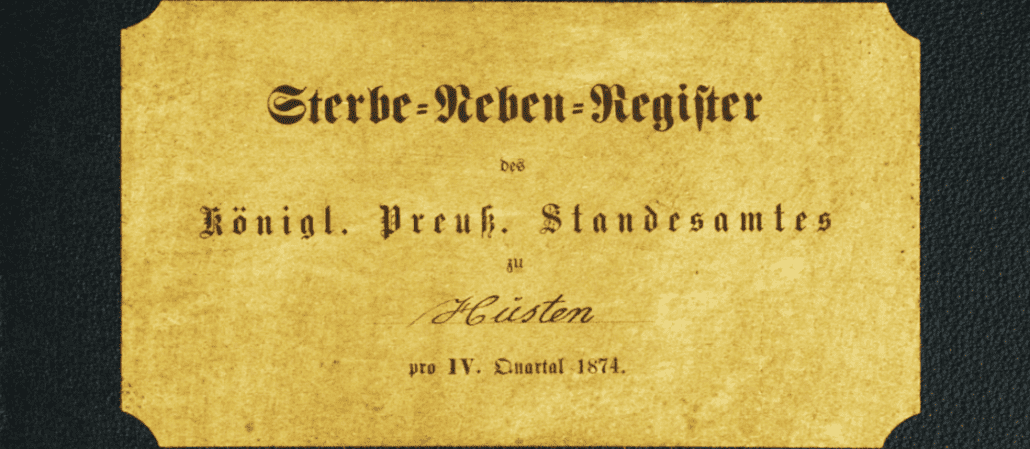 Sterbe=Neben=Register
des
Königl. Preuß. Standesamtes
zu
Hüsten
pro IV. Quartal 1874.